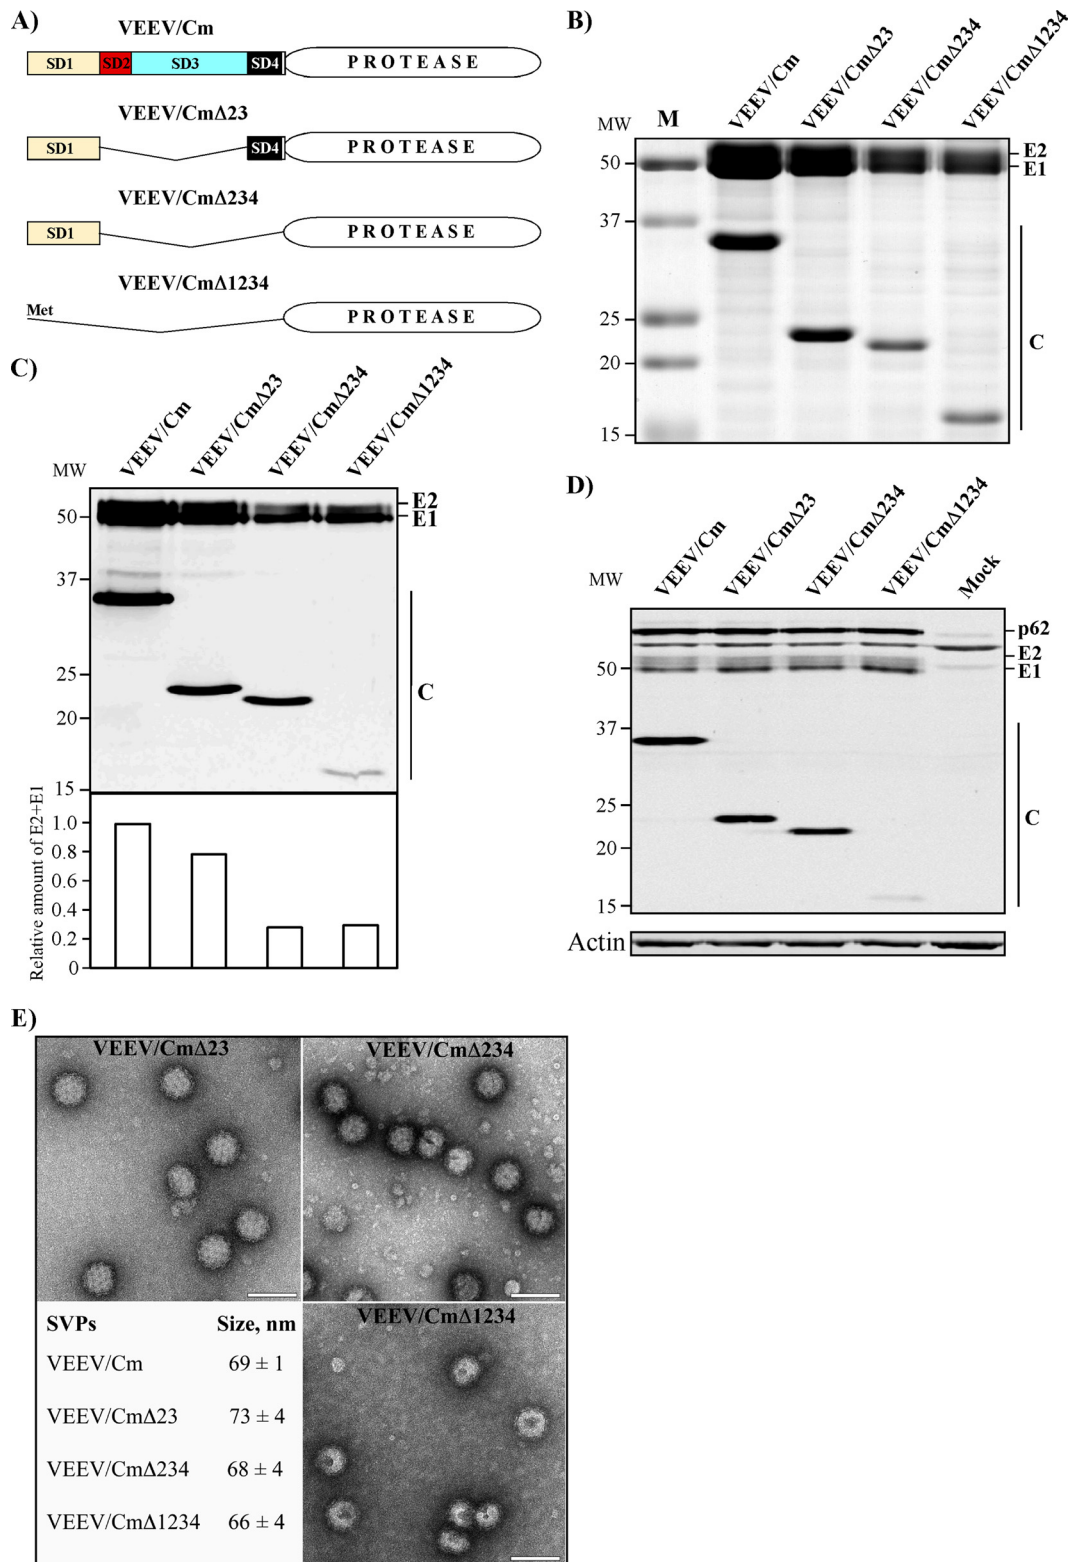 A)
VEEV/Cm
SD1 SD2 SD3 SD4 PROTEASE
VEEV/CmΔ23
SD1 SD4 PROTEASE
VEEV/CmΔ234
SD1 PROTEASE
VEEV/CmΔ1234
Met
PROTEASE
B)
MW M VEEV/Cm VEEV/CmΔ23 VEEV/CmΔ234 VEEV/CmΔ1234
E2
50 E1
37
25
C
20
15
C)
VEEV/Cm VEEV/CmΔ23 VEEV/CmΔ234 VEEV/CmΔ1234
MW
E2
50 E1
37
25
C
20
15
Relative amount of E2+E1
1.0
0.8
0.6
0.4
0.2
0
D)
VEEV/Cm VEEV/CmΔ23 VEEV/CmΔ234 VEEV/CmΔ1234 Mock
MW
p62
E2
50 E1
37
25
C
20
15
Actin
E)
VEEV/CmΔ23
VEEV/CmΔ234
VEEV/CmΔ1234
SVPs Size, nm
VEEV/Cm 69 ± 1
VEEV/CmΔ23 73 ± 4
VEEV/CmΔ234 68 ± 4
VEEV/CmΔ1234 66 ± 4